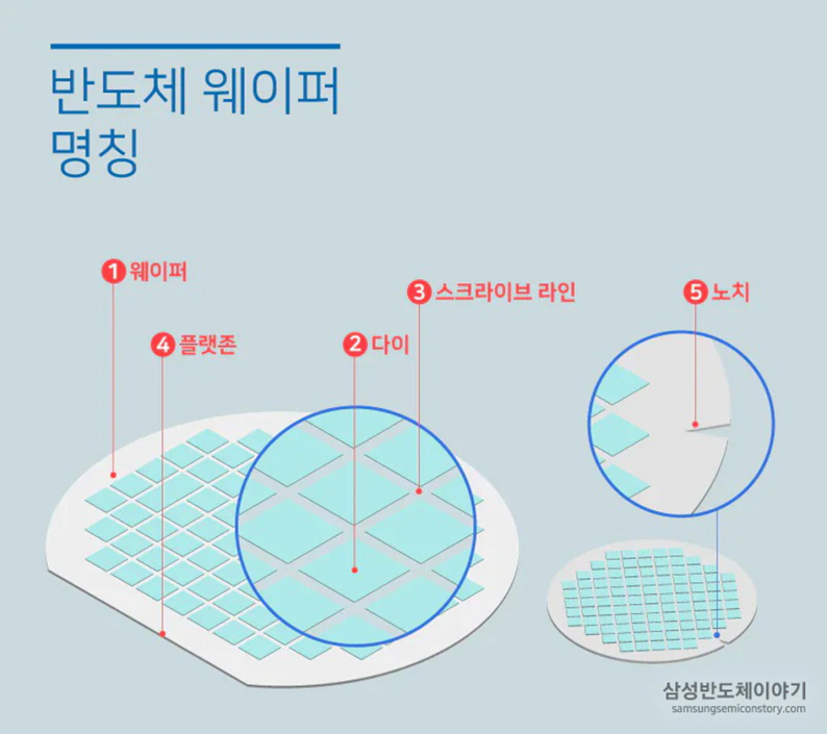 반도체 웨이퍼
명칭
1 웨이퍼
3 스크라이브 라인
5 노치
4 플랫존
2 다이
삼성반도체이야기
samsungsemiconstory.com